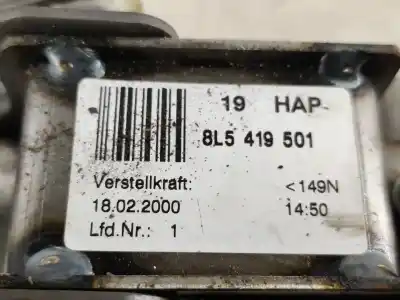 19 HAP
8L5 419 501
Verstellkraft: <149N
18.02.2000 14:50
Lfd.Nr.: 1